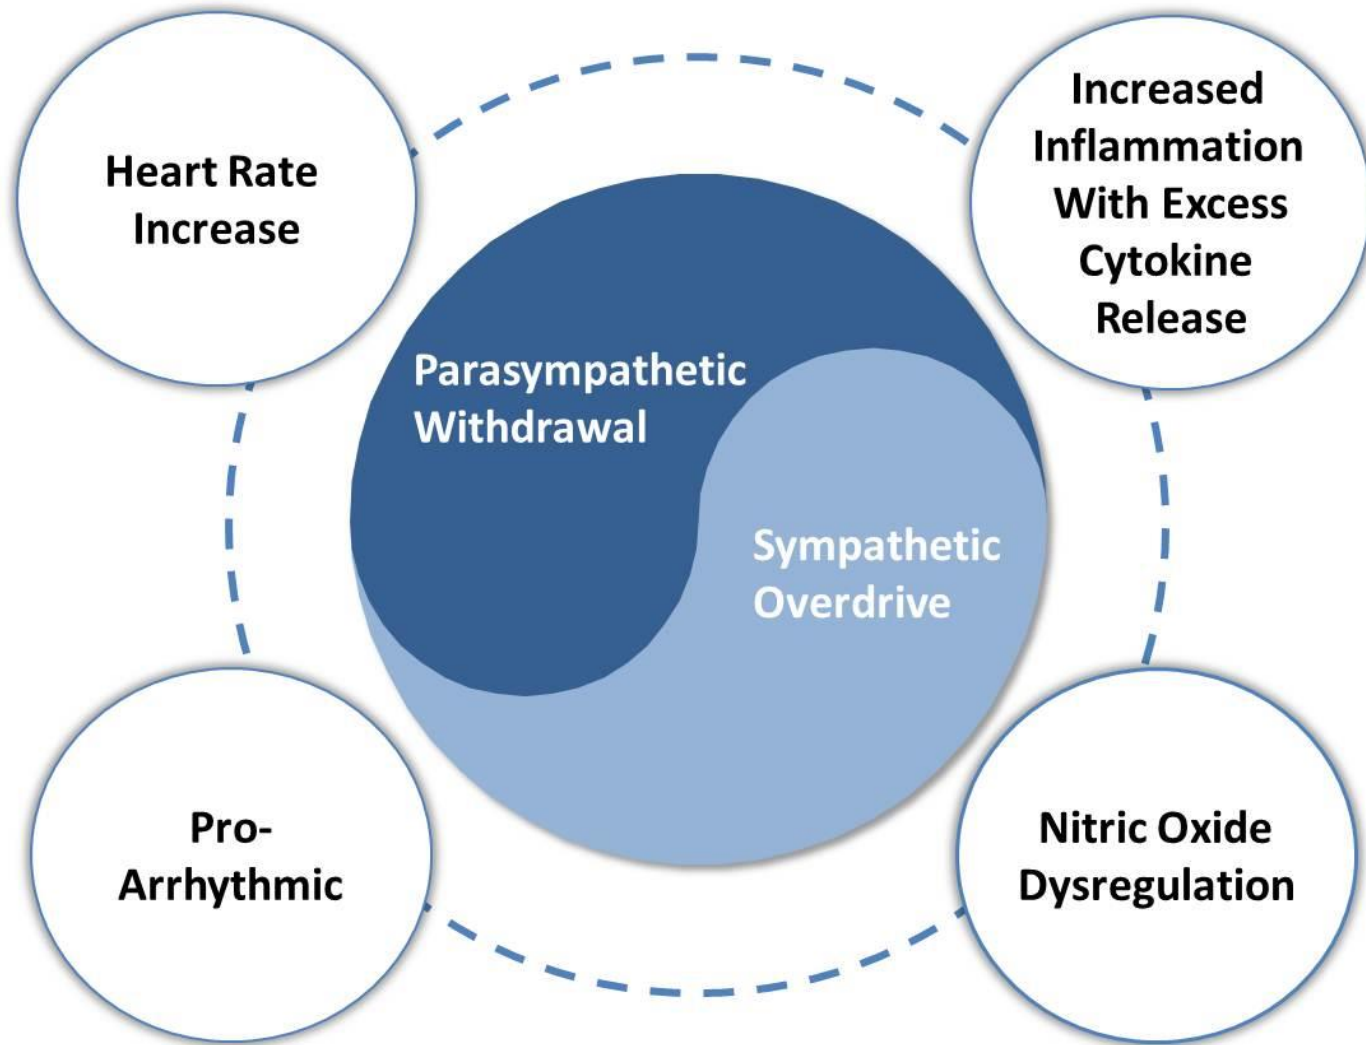 Heart Rate
Increase
Increased
Inflammation
With Excess
Cytokine
Release
Parasympathetic
Withdrawal
Sympathetic
Overdrive
Pro-
Arrhythmic
Nitric Oxide
Dysregulation